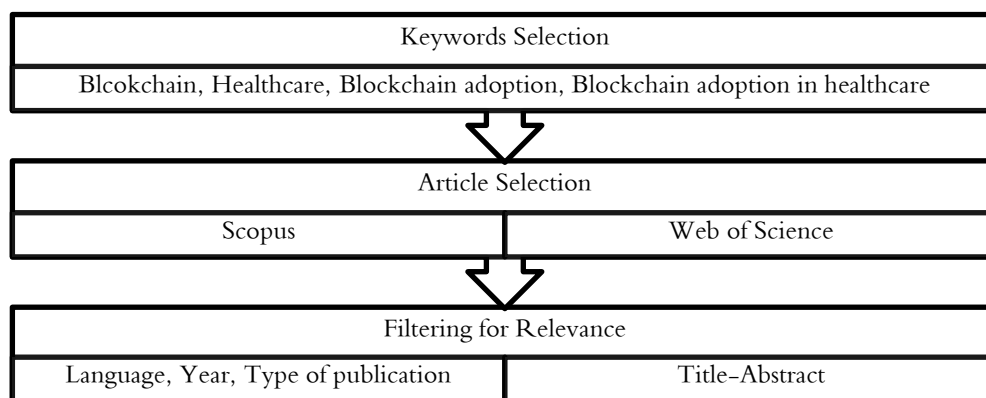 Keywords Selection
Blcokchain, Healthcare, Blockchain adoption, Blockchain adoption in healthcare
Article Selection
Scopus
Web of Science
Filtering for Relevance
Language, Year, Type of publication
Title-Abstract